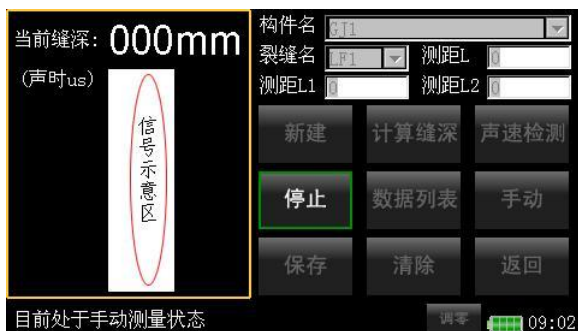 当前缝深：000mm
(声时us)
信号示意区
构件名 GJ1
裂缝名 LF1 测距L 0
测距L1 0 测距L2 0
新建 计算缝深 声速检测
停止 数据列表 手动
保存 清除 返回
目前处于手动测量状态
调零 09:02